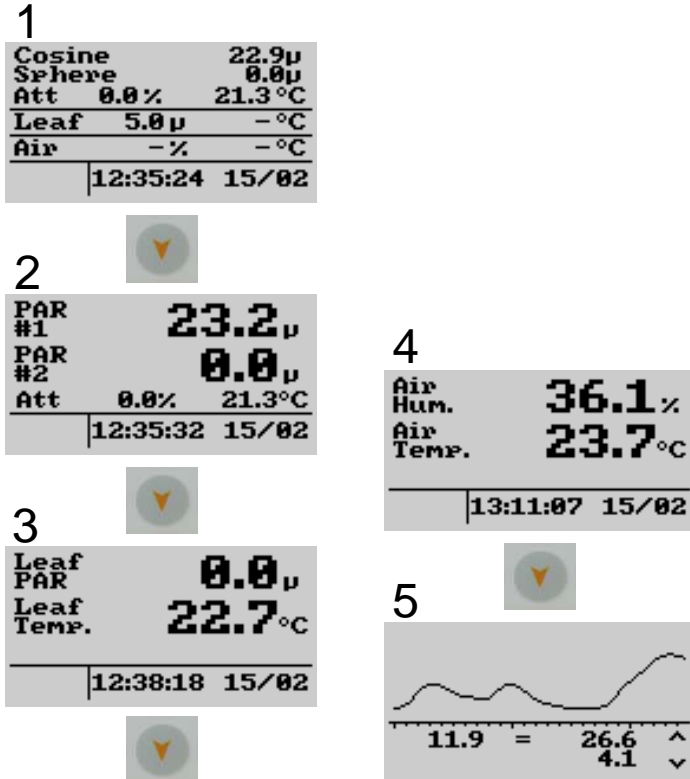 1
Cosine 22.9µ
Sphere 0.0µ
Att 0.0% 21.3°C
Leaf 5.0µ -°C
Air -% -°C
12:35:24 15/02
2
PAR #1 23.2µ
PAR #2 0.0µ
Att 0.0% 21.3°C
12:35:32 15/02
3
Leaf PAR 0.0µ
Leaf Temp. 22.7°C
12:38:18 15/02
4
Air Hum. 36.1%
Air Temp. 23.7°C
13:11:07 15/02
5
11.9 = 26.6
4.1